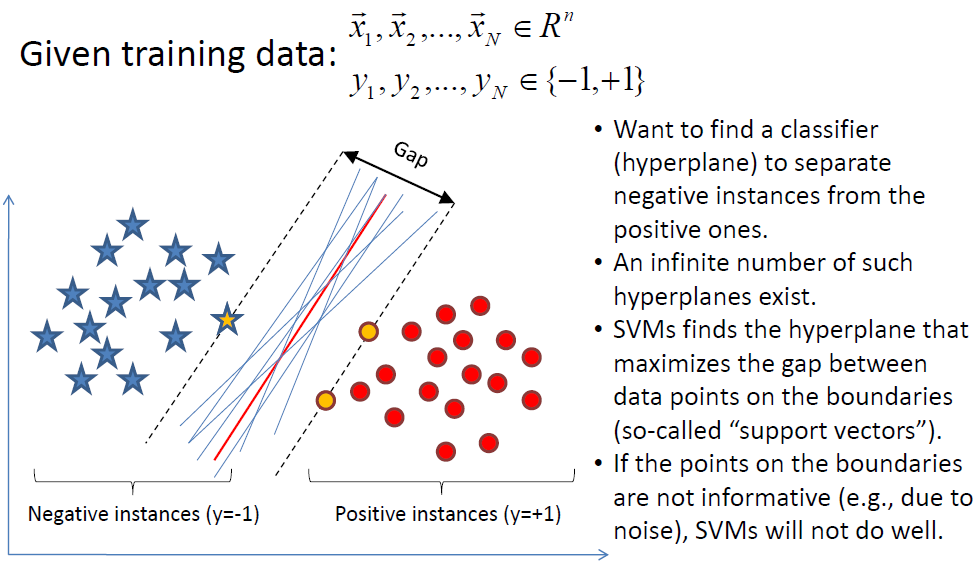 Given training data:
x⃗₁, x⃗₂,..., x⃗_N ∈ Rⁿ
y₁, y₂,..., y_N ∈ {−1,+1}
Gap
Negative instances (y=-1)
Positive instances (y=+1)
• Want to find a classifier
(hyperplane) to separate
negative instances from the
positive ones.
• An infinite number of such
hyperplanes exist.
• SVMs finds the hyperplane that
maximizes the gap between
data points on the boundaries
(so-called “support vectors”).
• If the points on the boundaries
are not informative (e.g., due to
noise), SVMs will not do well.